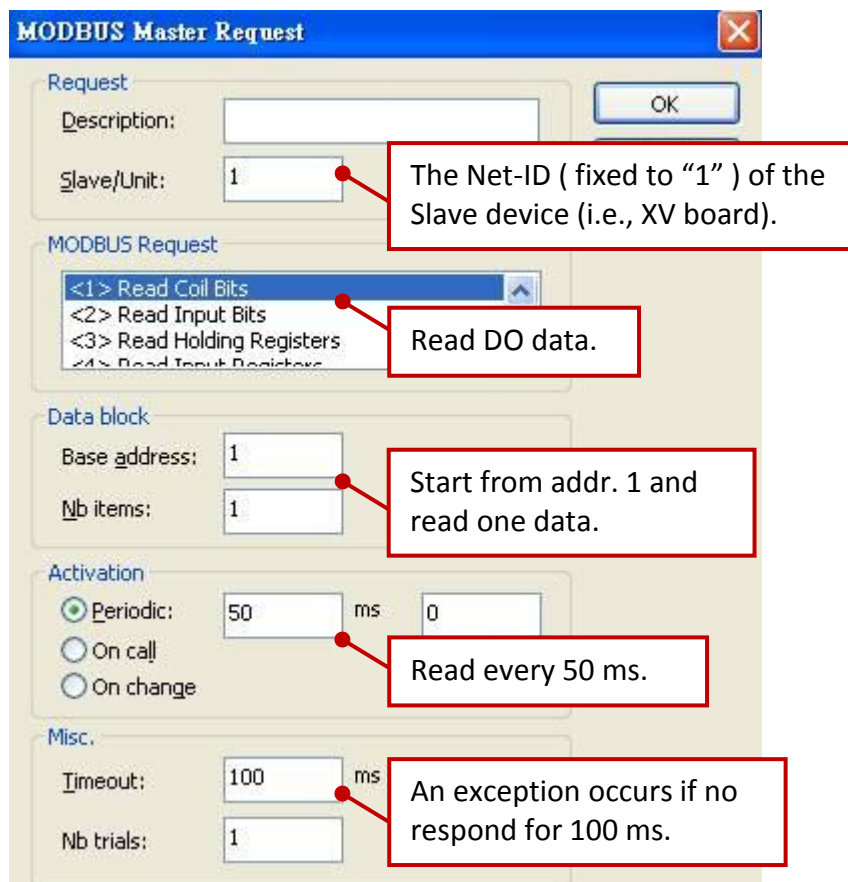 MODBUS Master Request
Request
OK
Description:
Slave/Unit:
1
The Net-ID ( fixed to “1” ) of the
Slave device (i.e., XV board).
MODBUS Request
<1> Read Coil Bits
<2> Read Input Bits
<3> Read Holding Registers
<4> Read Input Registers
Read DO data.
Data block
Base address:
1
Nb items:
1
Start from addr. 1 and
read one data.
Activation
Periodic:
50
ms
0
On call
On change
Read every 50 ms.
Misc.
Timeout:
100
ms
Nb trials:
1
An exception occurs if no
respond for 100 ms.